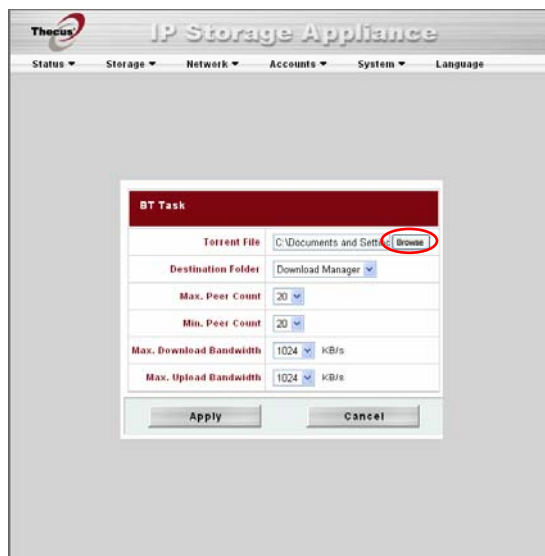 Thecus
IP Storage Appliance
Status Storage Network Accounts System Language
BT Task
Torrent File C:\Documents and Setting Browse
Destination Folder Download Manager
Max. Peer Count 20
Min. Peer Count 20
Max. Download Bandwidth 1024 KB/s
Max. Upload Bandwidth 1024 KB/s
Apply Cancel